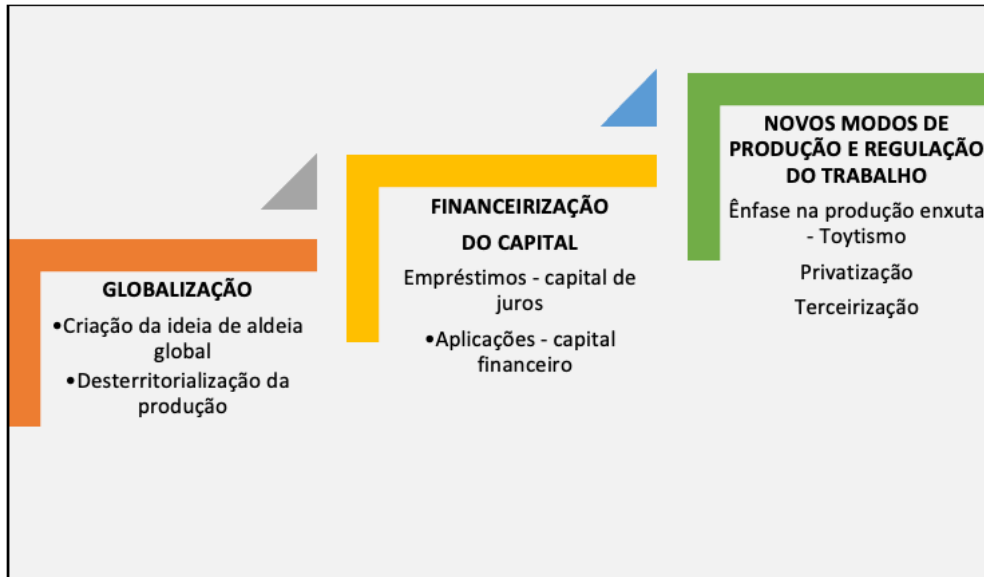 GLOBALIZAÇÃO
•Criação da ideia de aldeia
global
•Desterritorialização da
produção
FINANCEIRIZAÇÃO
DO CAPITAL
Empréstimos - capital de
juros
•Aplicações - capital
financeiro
NOVOS MODOS DE
PRODUÇÃO E REGULAÇÃO
DO TRABALHO
Ênfase na produção enxuta
- Toytismo
Privatização
Terceirização